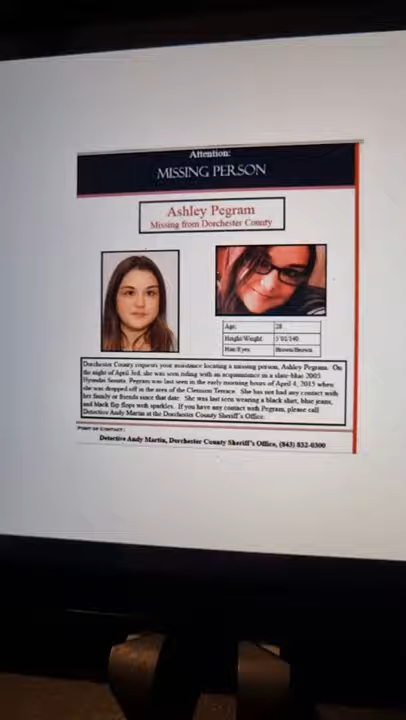 Attention:
MISSING PERSON
Ashley Pegram
Missing from Dorchester County
Age: 28
Height/Weight: 5'02/140
Hair/Eyes: Brown/Brown
Dorchester County requests your assistance locating a missing person, Ashley Pegram. On
the night of April 3rd, she was seen riding with an acquaintance in a slate-blue 2005
Hyundai Sonata. Pegram was last seen in the early morning hours of April 4, 2015 when
she was dropped off in the area of the Clemson Terrace. She has not had any contact with
her family or friends since that date. She was last seen wearing a black shirt, blue jeans,
and black flip flops with sparkles. If you have any contact with Pegram, please call
Detective Andy Martin at the Dorchester County Sheriff's Office.
POINT OF CONTACT:
Detective Andy Martin, Dorchester County Sheriff's Office, (843) 832-0300